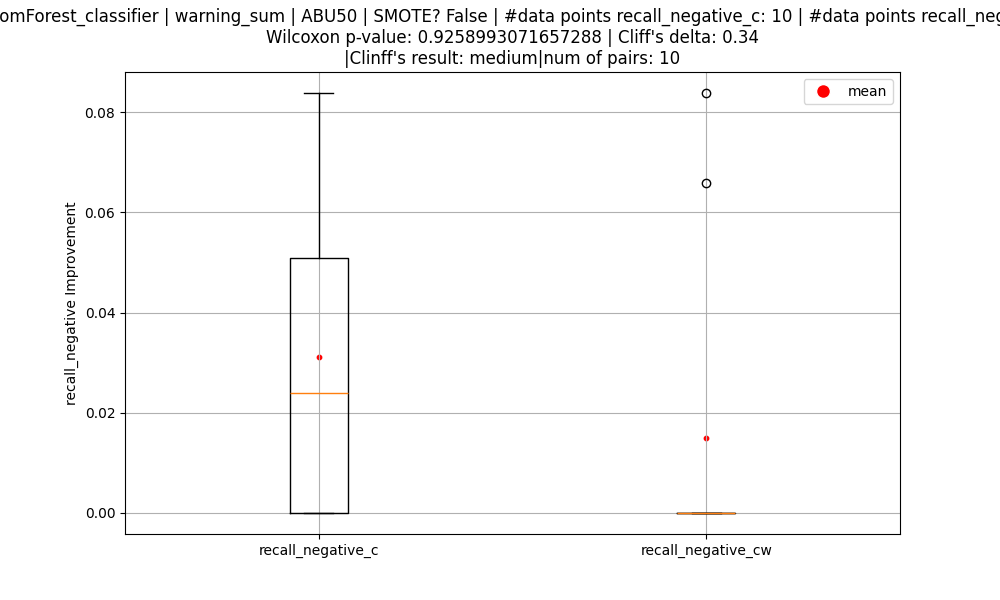 omForest_classifier | warning_sum | ABU50 | SMOTE? False | #data points recall_negative_c: 10 | #data points recall_neg
Wilcoxon p-value: 0.9258993071657288 | Cliff's delta: 0.34
|Clinff's result: medium|num of pairs: 10
mean
0.08
0.06
0.04
0.02
0.00
recall_negative Improvement
recall_negative_c
recall_negative_cw